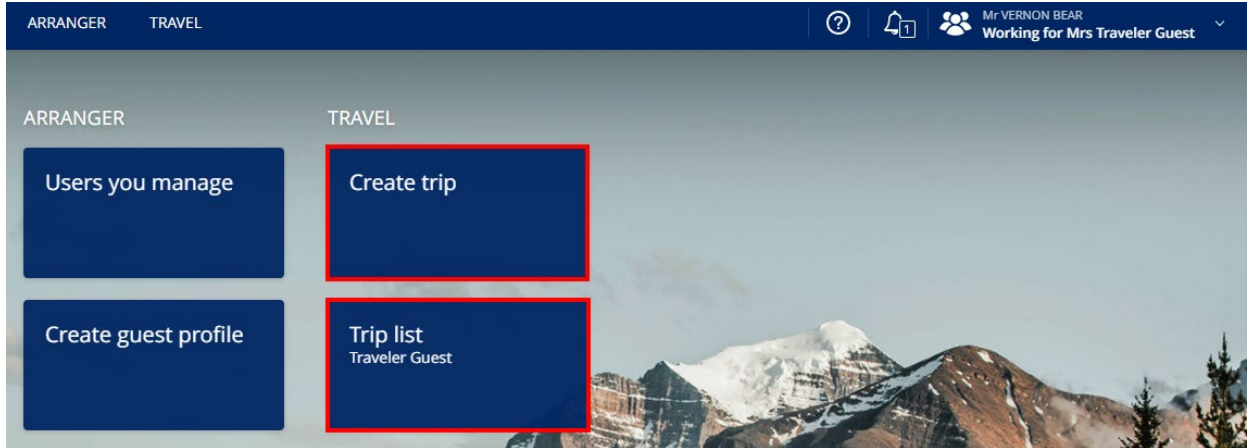 ARRANGER TRAVEL 1 Mr VERNON BEAR
Working for Mrs Traveler Guest
ARRANGER TRAVEL
Users you manage Create trip
Create guest profile Trip list
Traveler Guest